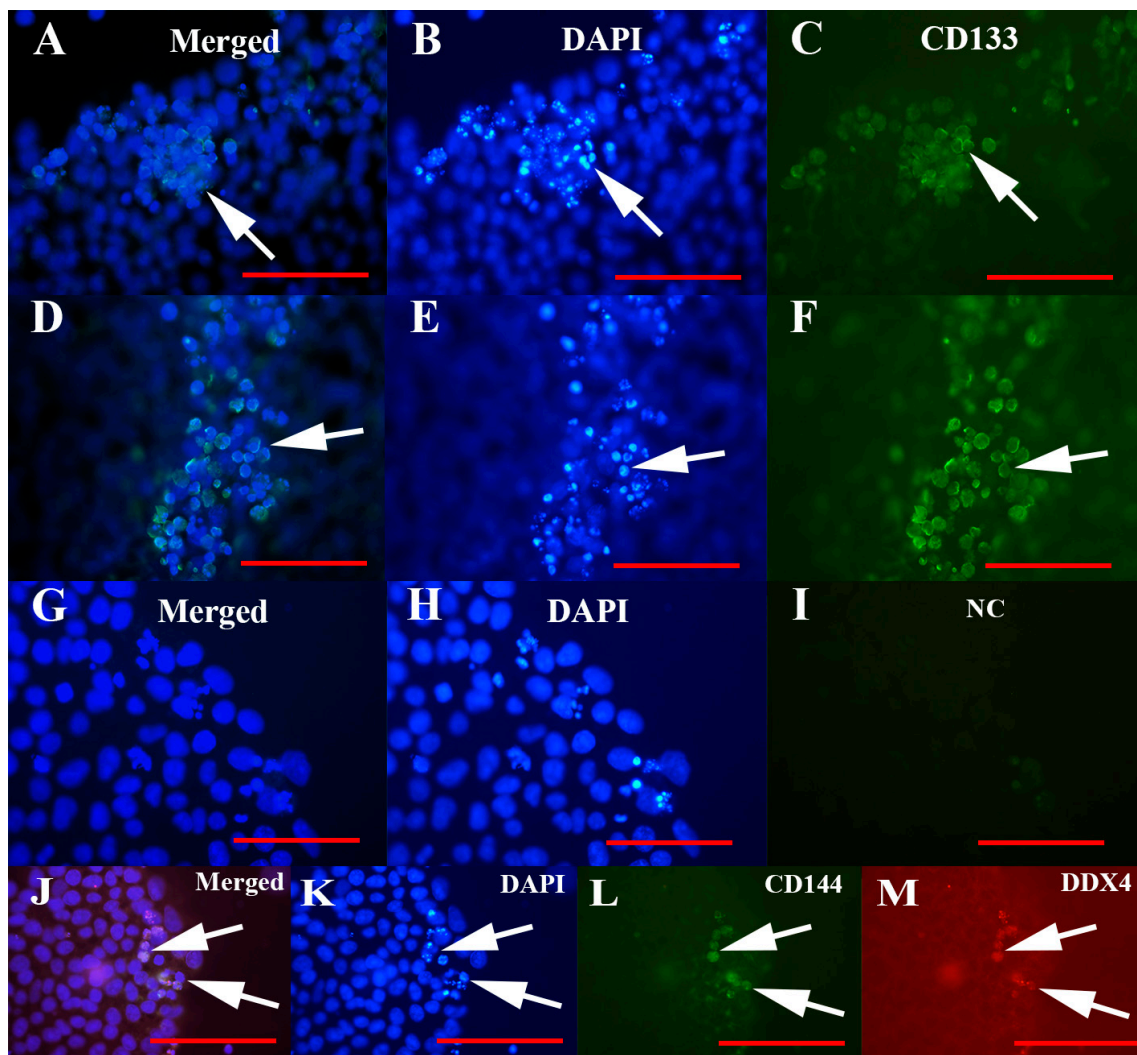 A Merged B DAPI C CD133
D E F
G Merged H DAPI I NC
J Merged K DAPI L CD144 M DDX4